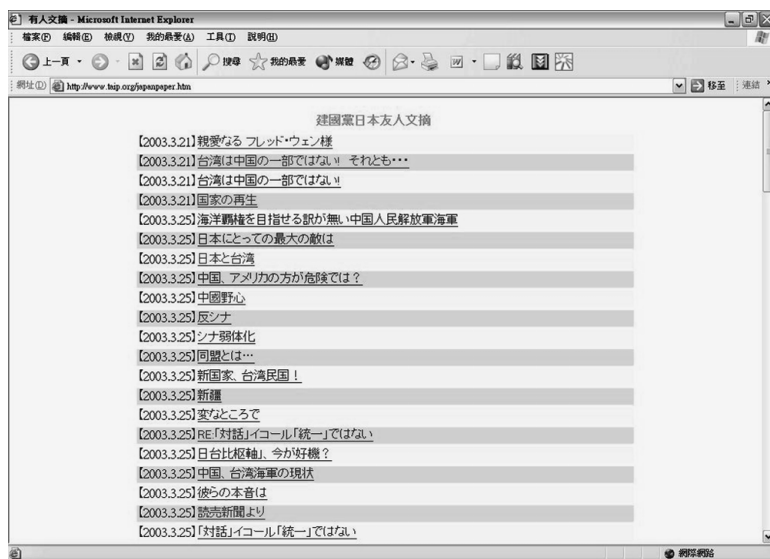 有人文摘 - Microsoft Internet Explorer
檔案(F) 編輯(E) 檢視(V) 我的最愛(A) 工具(T) 說明(H)
上一頁 搜尋 我的最愛 媒體
網址(D) http://www.taip.org/japanpaper.htm 移至 連結
建國黨日本友人文摘
【2003.3.21】親愛なる フレッド・ウェン様
【2003.3.21】台湾は中国の一部ではない! それとも・・・
【2003.3.21】台湾は中国の一部ではない!
【2003.3.21】国家の再生
【2003.3.25】海洋覇権を目指せる訳が無い中国人民解放軍海軍
【2003.3.25】日本にとっての最大の敵は
【2003.3.25】日本と台湾
【2003.3.25】中国、アメリカの方が危険では?
【2003.3.25】中國野心
【2003.3.25】反シナ
【2003.3.25】シナ弱体化
【2003.3.25】同盟とは…
【2003.3.25】新国家、台湾民国!
【2003.3.25】新疆
【2003.3.25】変なところで
【2003.3.25】RE:「対話」イコール「統一」ではない
【2003.3.25】日台比枢軸」、今が好機?
【2003.3.25】中国、台湾海軍の現状
【2003.3.25】彼らの本音は
【2003.3.25】読売新聞より
【2003.3.25】「対話」イコール「統一」ではない
網際網路